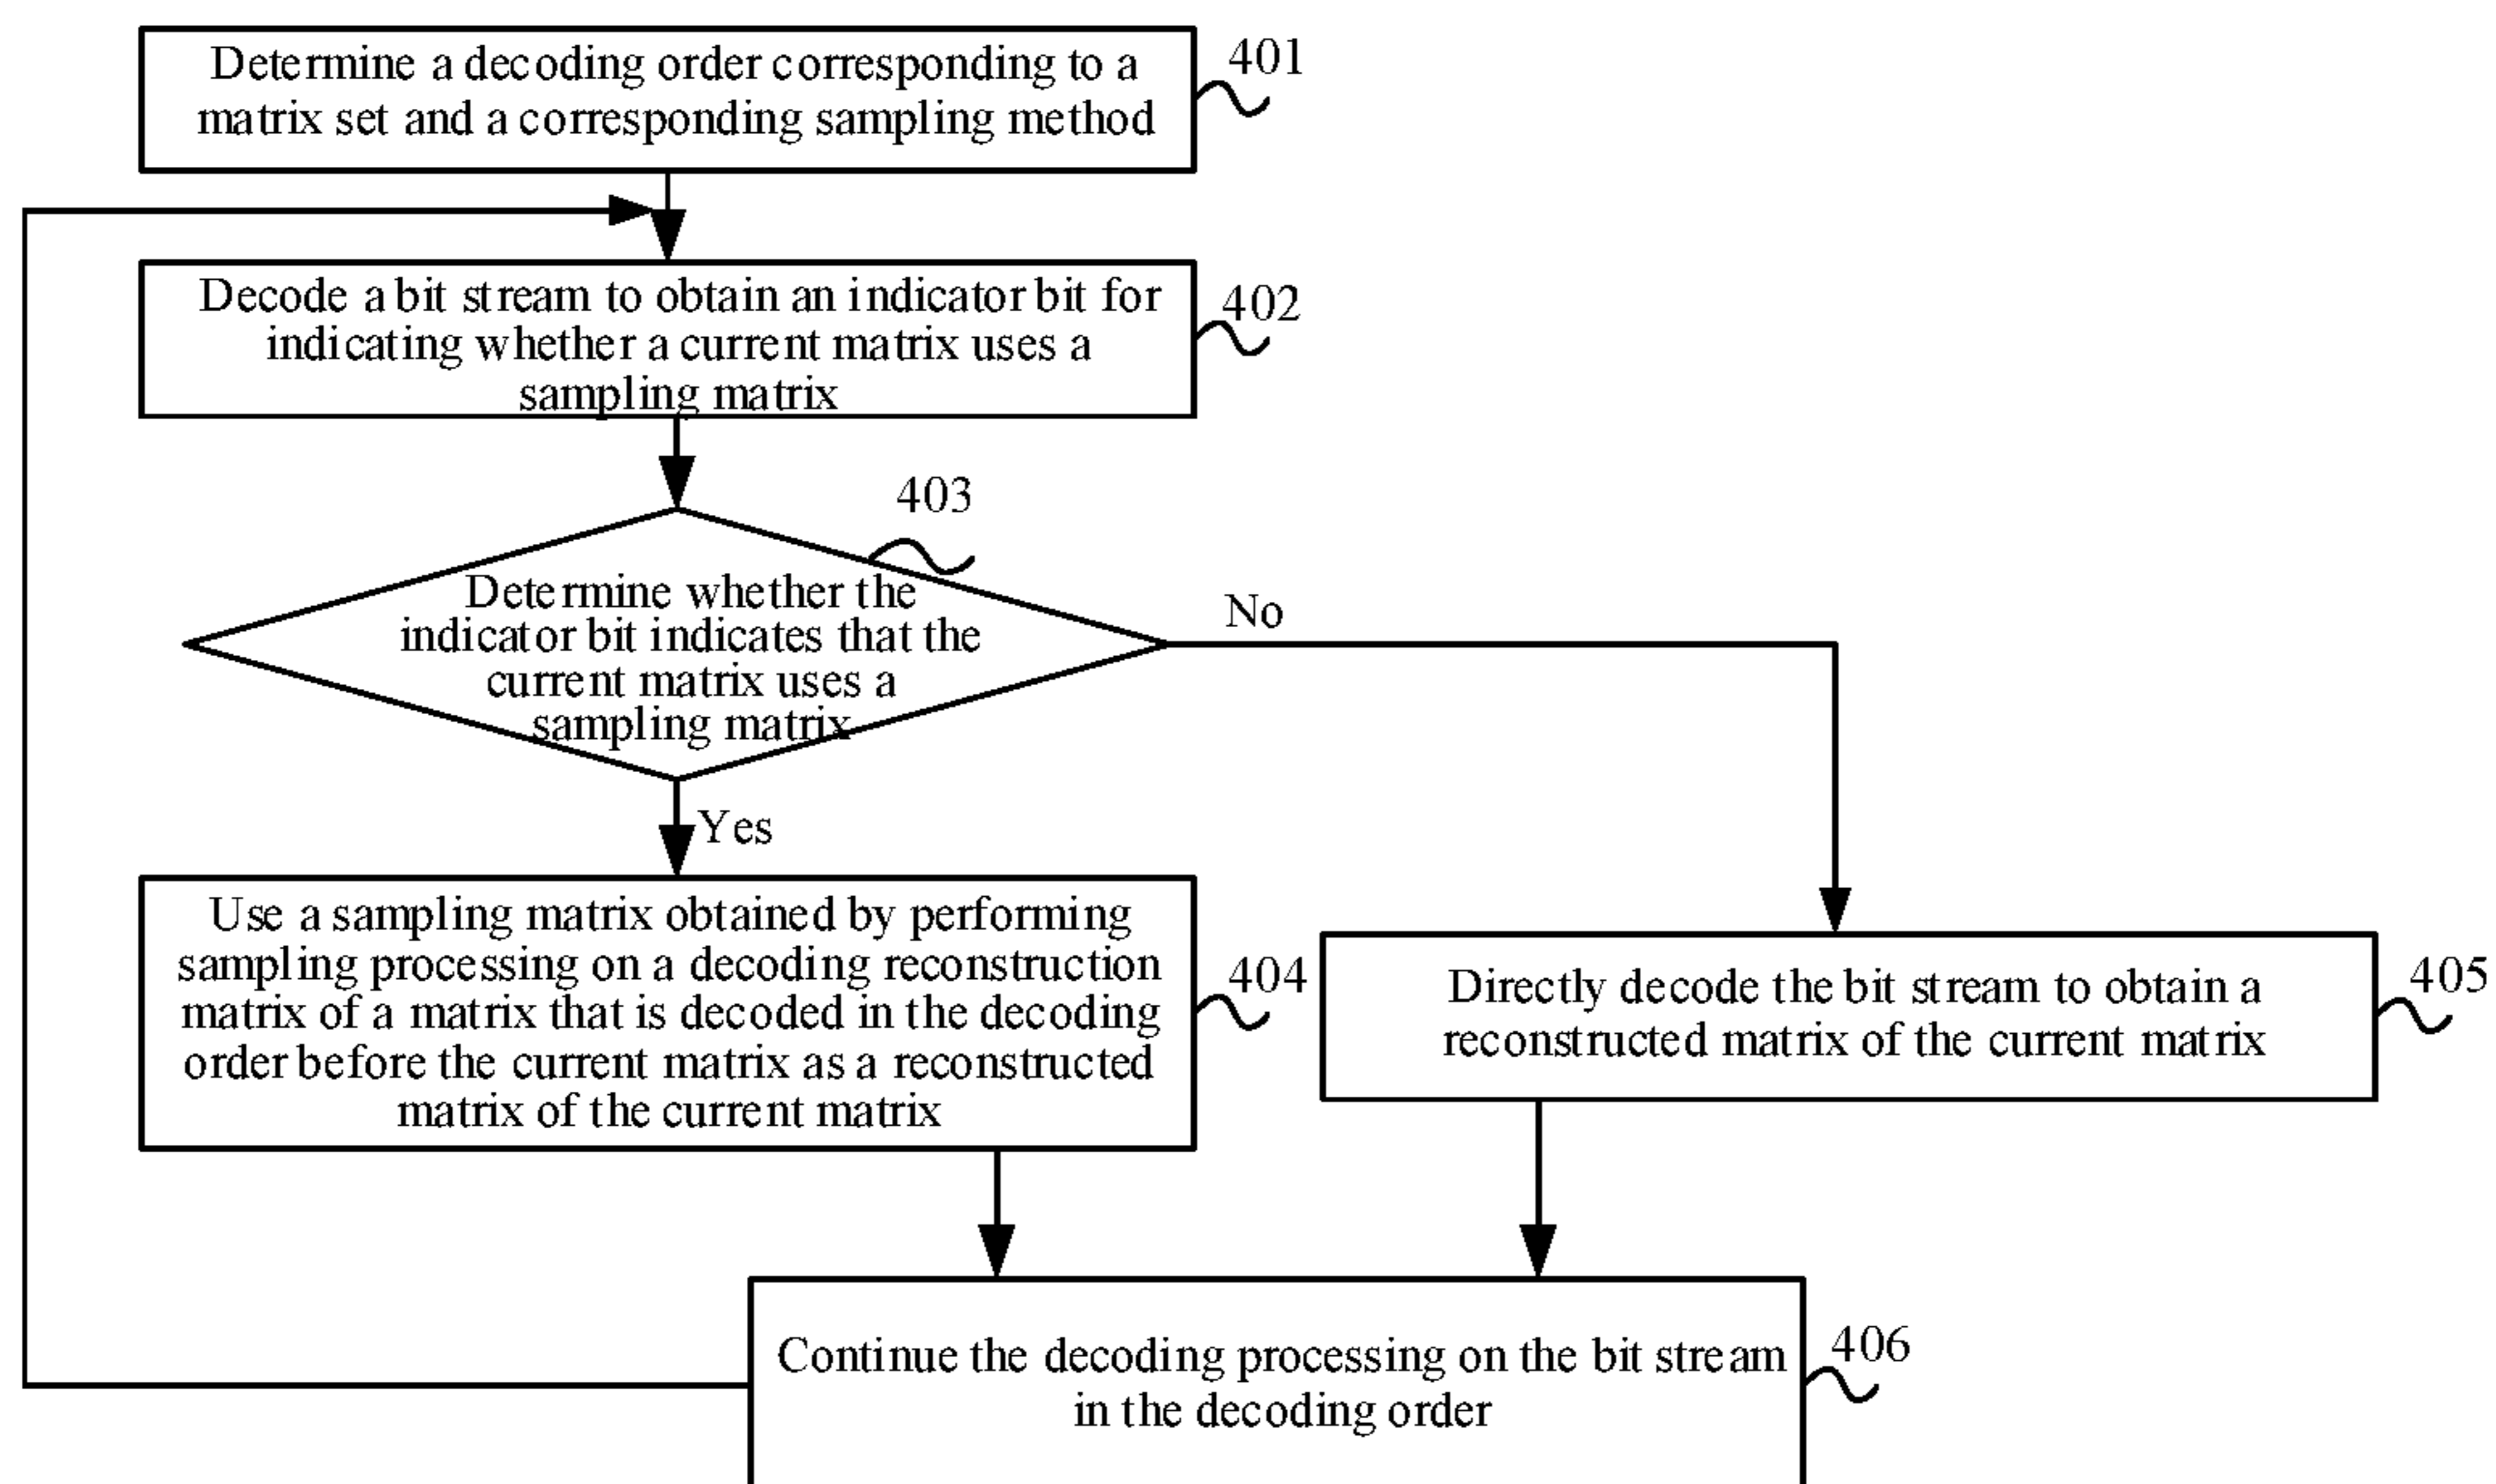 Determine a decoding order corresponding to a
matrix set and a corresponding sampling method
401
Decode a bit stream to obtain an indicator bit for
indicating whether a current matrix uses a
sampling matrix
402
403
Determine whether the
indicator bit indicates that the
current matrix uses a
sampling matrix
No
Yes
Use a sampling matrix obtained by performing
sampling processing on a decoding reconstruction
matrix of a matrix that is decoded in the decoding
order before the current matrix as a reconstructed
matrix of the current matrix
404
Directly decode the bit stream to obtain a
reconstructed matrix of the current matrix
405
Continue the decoding processing on the bit stream
in the decoding order
406